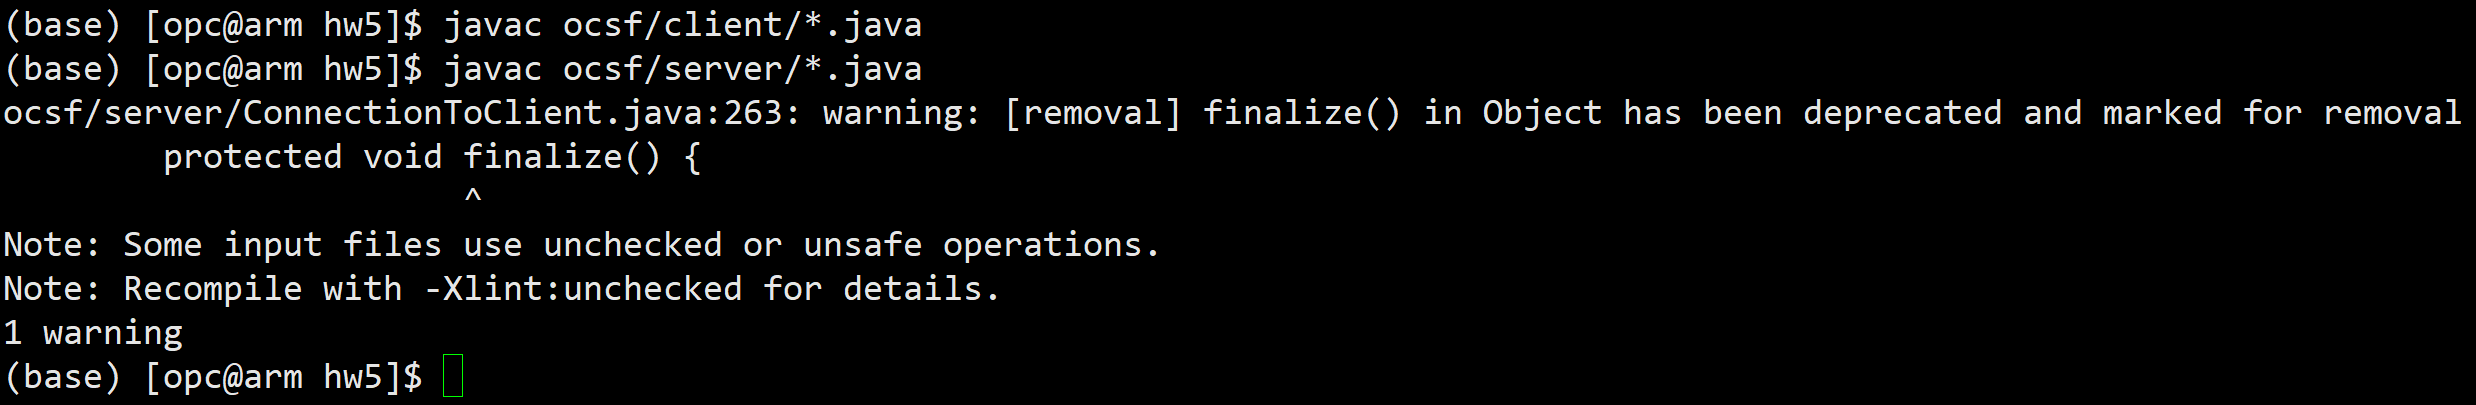 (base) [opc@arm hw5]$ javac ocsf/client/*.java
(base) [opc@arm hw5]$ javac ocsf/server/*.java
ocsf/server/ConnectionToClient.java:263: warning: [removal] finalize() in Object has been deprecated and marked for removal
        protected void finalize() {
                       ^
Note: Some input files use unchecked or unsafe operations.
Note: Recompile with -Xlint:unchecked for details.
1 warning
(base) [opc@arm hw5]$